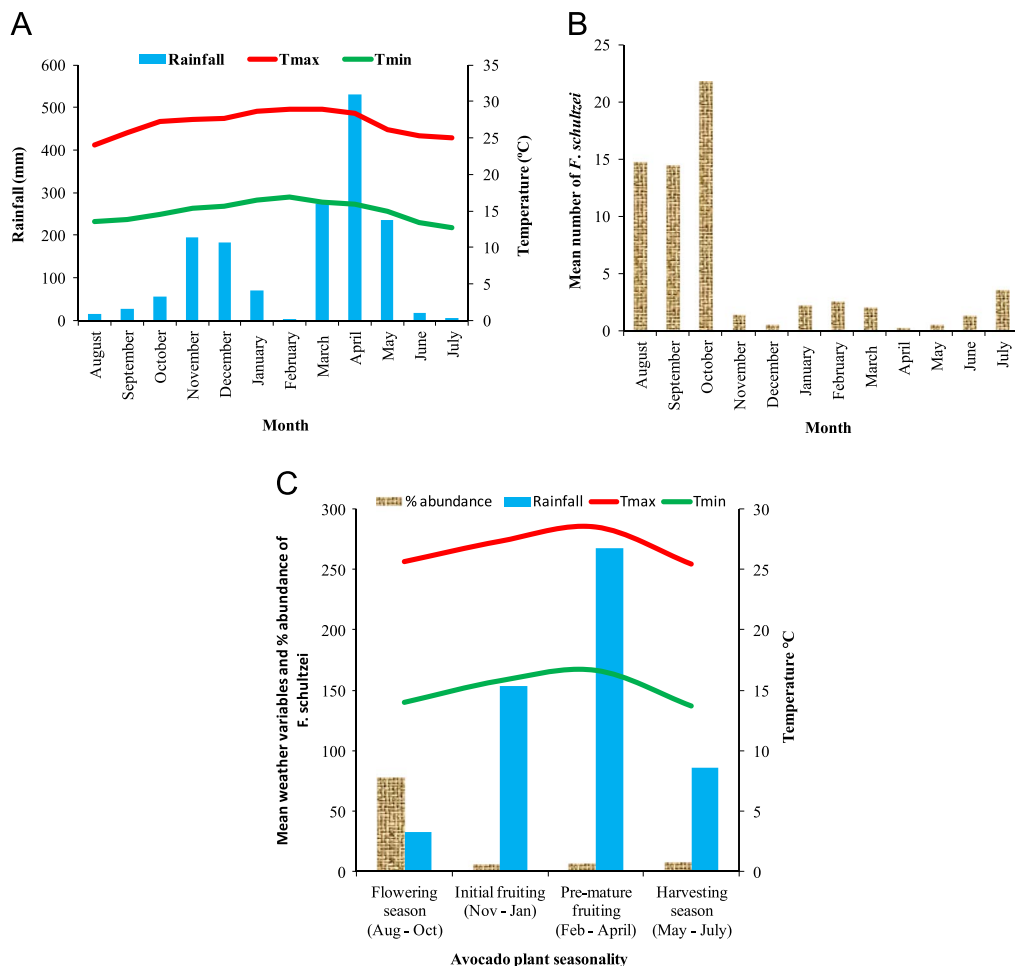 A
Rainfall Tmax Tmin
600
500
400
300
200
100
0
Rainfall (mm)
35
30
25
20
15
10
5
0
Temperature (ºC)
August
September
October
November
December
January
February
March
April
May
June
July
Month
B
25
20
15
10
5
0
Mean number of F. schultzei
August
September
October
November
December
January
February
March
April
May
June
July
Month
C
% abundance Rainfall Tmax Tmin
300
250
200
150
100
50
0
Mean weather variables and % abundance of
F. schultzei
30
25
20
15
10
5
0
Temperature °C
Flowering
season
(Aug - Oct)
Initial fruiting
(Nov - Jan)
Pre-mature
fruiting
(Feb - April)
Harvesting
season
(May - July)
Avocado plant seasonality